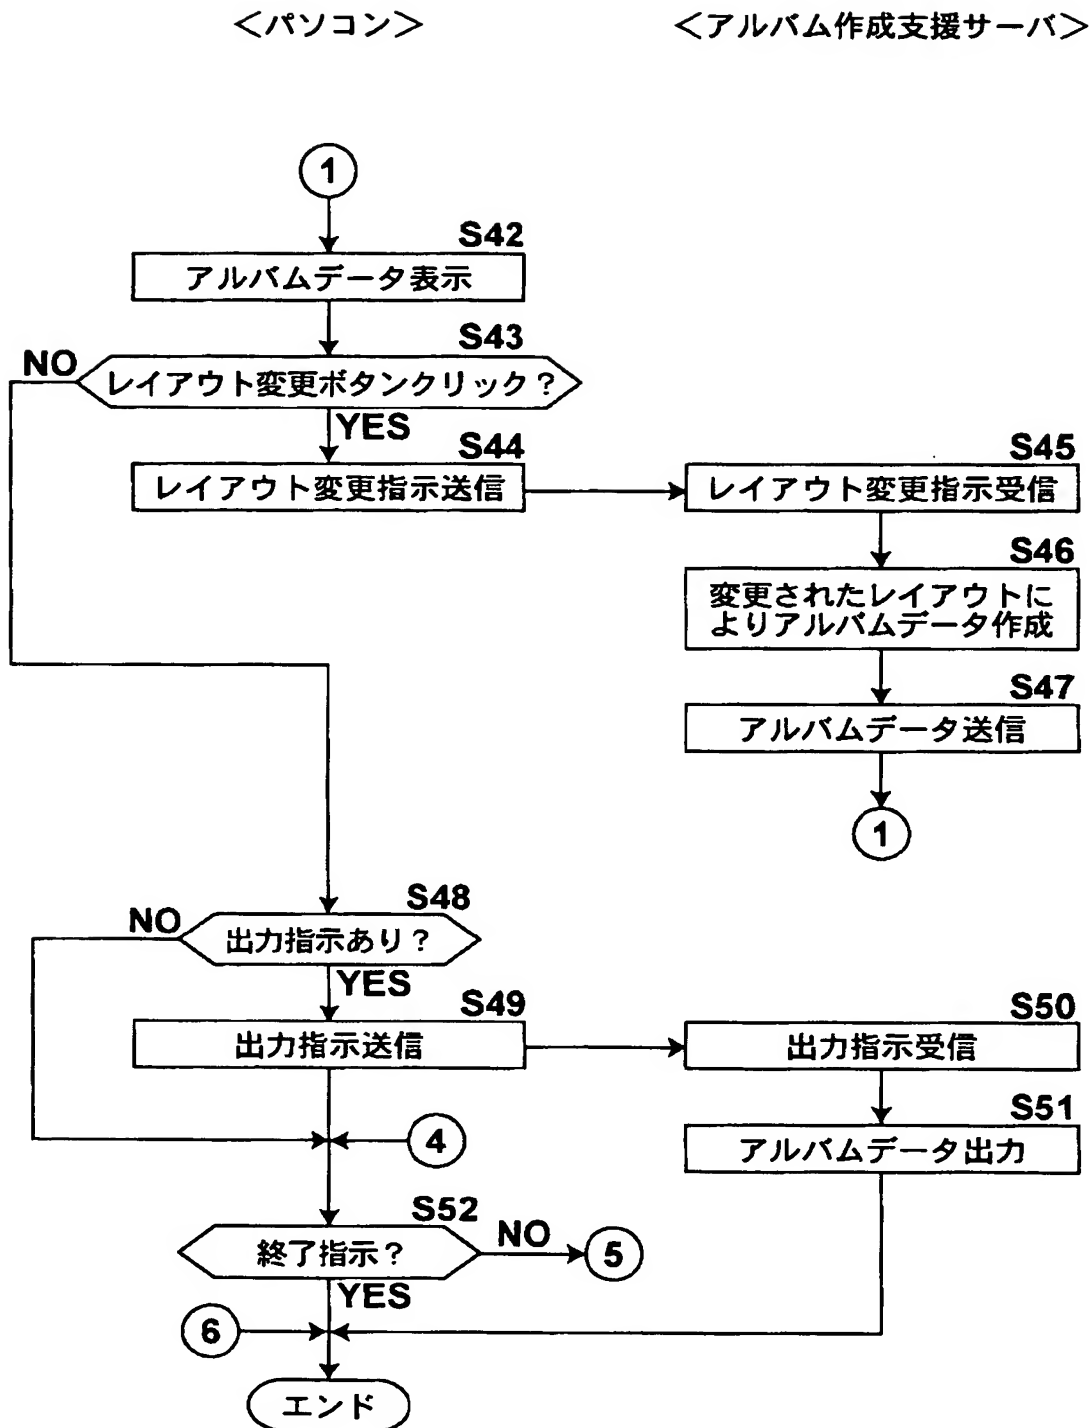 <パソコン>
<アルバム作成支援サーバ>
1
S42
アルバムデータ表示
S43
NO
レイアウト変更ボタンクリック?
YES
S44
レイアウト変更指示送信
S45
レイアウト変更指示受信
S46
変更されたレイアウトに
よりアルバムデータ作成
S47
アルバムデータ送信
1
S48
NO
出力指示あり?
YES
S49
出力指示送信
S50
出力指示受信
S51
アルバムデータ出力
4
S52
終了指示?
NO
5
YES
6
エンド